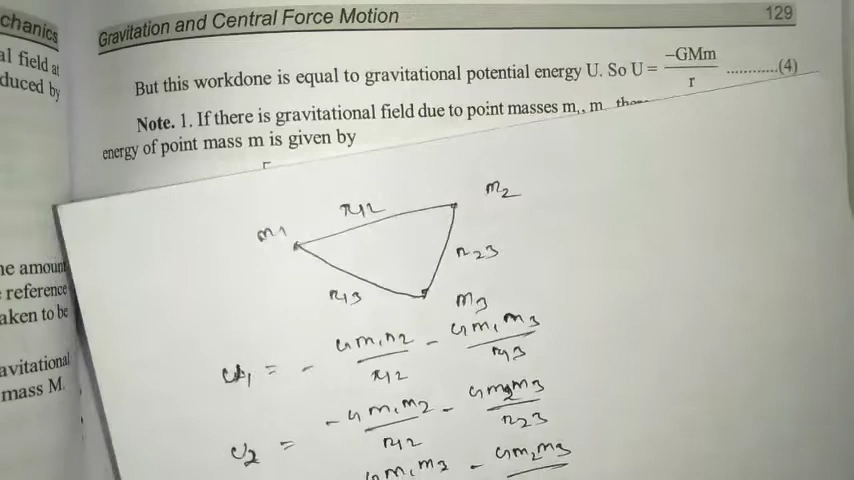 chanics
al field at
duced by
Gravitation and Central Force Motion 129
But this workdone is equal to gravitational potential energy U. So U = −GMm/r ............(4)
Note. 1. If there is gravitational field due to point masses m₁, m
energy of point mass m is given by
r
ne amount
reference
aken to be
avitational
mass M.
m1 r12 m2
r23
r13 m3
U1 = - Gm1m2/r12 - Gm1m3/r13
U2 = - Gm1m2/r12 - Gm2m3/r23
Gm1m3 - Gm2m3